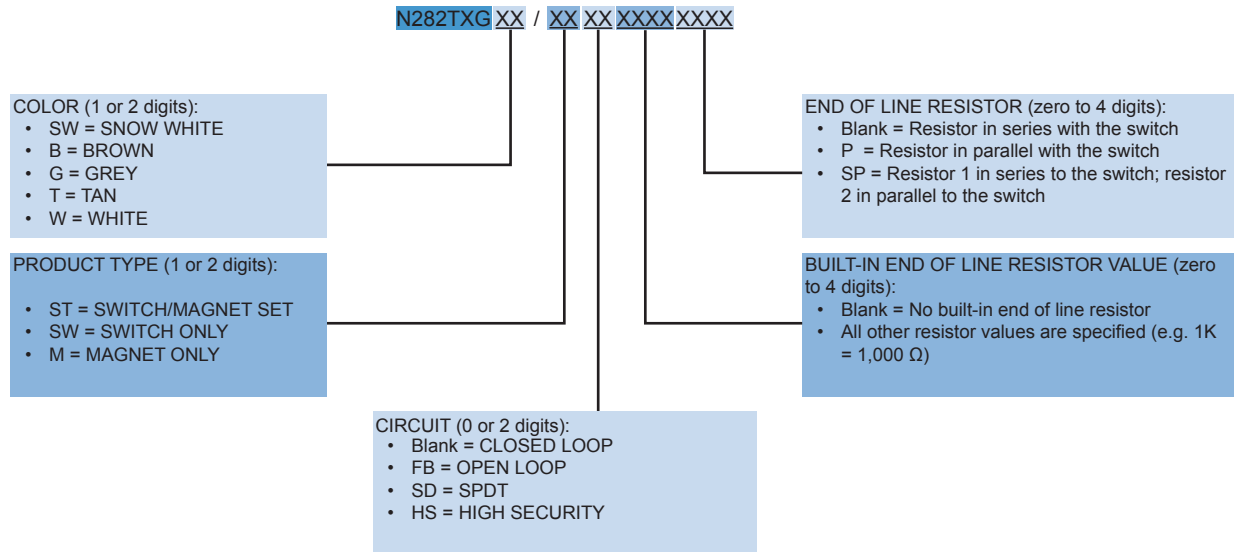 N282TXG XX / XX XX XXXX XXXX
COLOR (1 or 2 digits):
• SW = SNOW WHITE
• B = BROWN
• G = GREY
• T = TAN
• W = WHITE
END OF LINE RESISTOR (zero to 4 digits):
• Blank = Resistor in series with the switch
• P = Resistor in parallel with the switch
• SP = Resistor 1 in series to the switch; resistor
2 in parallel to the switch
PRODUCT TYPE (1 or 2 digits):
• ST = SWITCH/MAGNET SET
• SW = SWITCH ONLY
• M = MAGNET ONLY
BUILT-IN END OF LINE RESISTOR VALUE (zero
to 4 digits):
• Blank = No built-in end of line resistor
• All other resistor values are specified (e.g. 1K
= 1,000 Ω)
CIRCUIT (0 or 2 digits):
• Blank = CLOSED LOOP
• FB = OPEN LOOP
• SD = SPDT
• HS = HIGH SECURITY